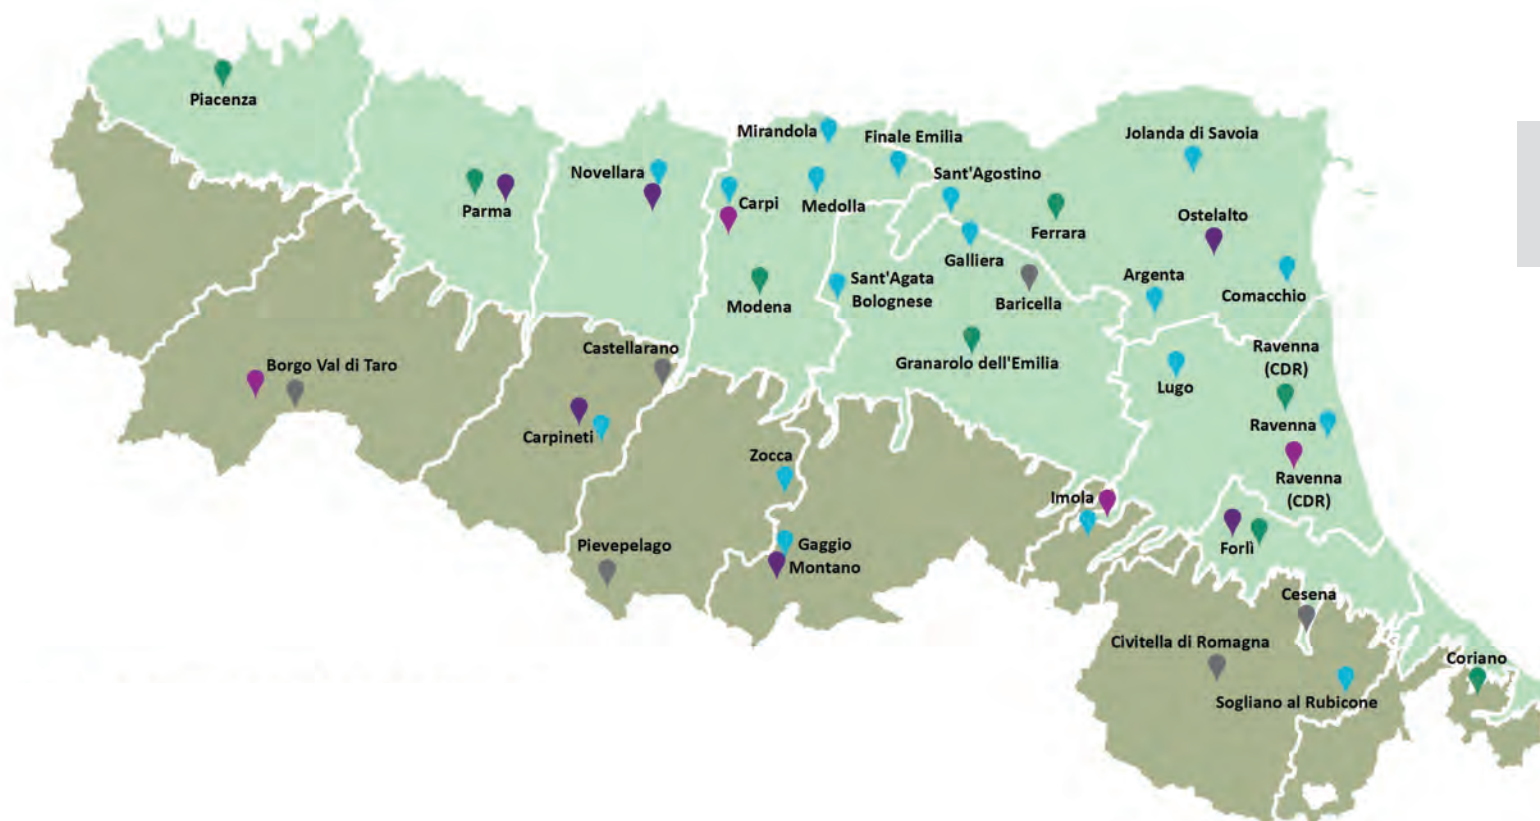 Piacenza
Mirandola
Finale Emilia
Jolanda di Savoia
Novellara
Sant'Agostino
Parma
Carpi
Medolla
Ostelalto
Ferrara
Galliera
Sant'Agata
Bolognese
Argenta
Modena
Baricella
Comacchio
Castellarano
Ravenna
(CDR)
Borgo Val di Taro
Granarolo dell'Emilia
Lugo
Carpineti
Ravenna
Zocca
Ravenna
(CDR)
Imola
Pievepelago
Gaggio
Montano
Forlì
Cesena
Civitella di Romagna
Coriano
Sogliano al Rubicone